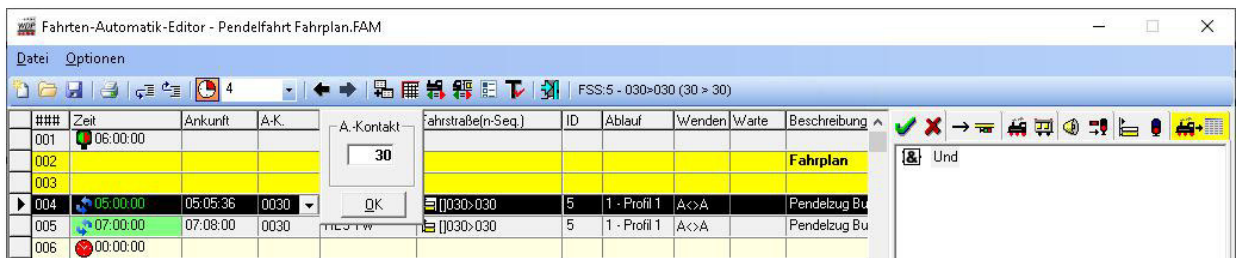 Fahrten-Automatik-Editor - Pendelfahrt Fahrplan.FAM
Datei Optionen
4 FSS:5 - 030>030 (30 > 30)
### Zeit Ankunft A-K. Fahrstraße(n-Seq.) ID Ablauf Wenden Warte Beschreibung
A.-Kontakt
001 06:00:00
30
& Und
002 Fahrplan
003
004 05:00:00 05:05:36 0030 []030>030 5 1 - Profil 1 A<>A Pendelzug Bu
OK
005 07:00:00 07:08:00 0030 []030>030 5 1 - Profil 1 A<>A Pendelzug Bu
006 00:00:00